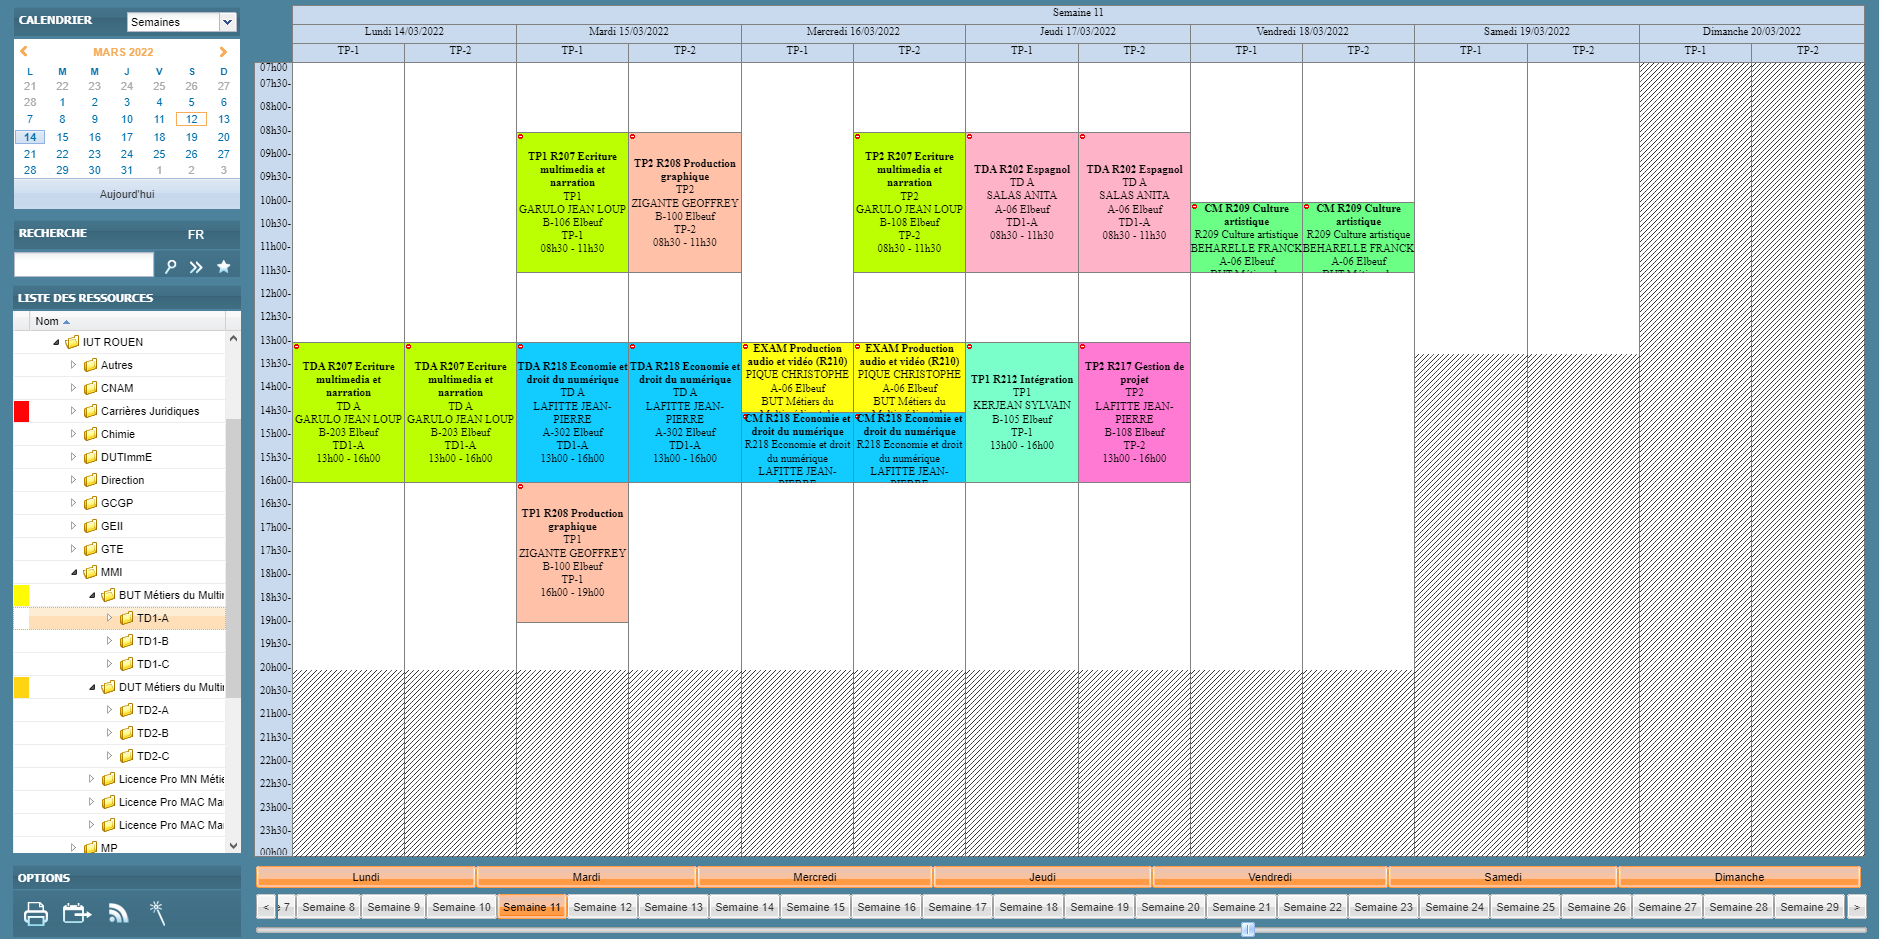 CALENDRIER
Semaines
MARS 2022
L M M J V S D
21 22 23 24 25 26 27
28 1 2 3 4 5 6
7 8 9 10 11 12 13
14 15 16 17 18 19 20
21 22 23 24 25 26 27
28 29 30 31 1 2 3
Aujourd'hui
RECHERCHE FR
LISTE DES RESSOURCES
Nom
IUT ROUEN
Autres
CNAM
Carrières Juridiques
Chimie
DUTImmE
Direction
GCGP
GEII
GTE
MMI
BUT Métiers du Multir
TD1-A
TD1-B
TD1-C
DUT Métiers du Multir
TD2-A
TD2-B
TD2-C
Licence Pro MN Métie
Licence Pro MAC Mai
Licence Pro MAC Mai
MP
OPTIONS
Semaine 11
Lundi 14/03/2022 Mardi 15/03/2022 Mercredi 16/03/2022 Jeudi 17/03/2022 Vendredi 18/03/2022 Samedi 19/03/2022 Dimanche 20/03/2022
TP-1 TP-2 TP-1 TP-2 TP-1 TP-2 TP-1 TP-2 TP-1 TP-2 TP-1 TP-2 TP-1 TP-2
07h00
07h30-
08h00-
08h30-
09h00-
09h30-
10h00-
10h30-
11h00-
11h30-
12h00-
12h30-
13h00-
13h30-
14h00-
14h30-
15h00-
15h30-
16h00-
16h30-
17h00-
17h30-
18h00-
18h30-
19h00-
19h30-
20h00-
20h30-
21h00-
21h30-
22h00-
22h30-
23h00-
23h30-
00h00
TDA R207 Ecriture
multimedia et
narration
TD A
GARULO JEAN LOUP
B-203 Elbeuf
TD1-A
13h00 - 16h00
TDA R207 Ecriture
multimedia et
narration
TD A
GARULO JEAN LOUP
B-203 Elbeuf
TD1-A
13h00 - 16h00
TP1 R207 Ecriture
multimedia et
narration
TP1
GARULO JEAN LOUP
B-106 Elbeuf
TP-1
08h30 - 11h30
TP2 R208 Production
graphique
TP2
ZIGANTE GEOFFREY
B-100 Elbeuf
TP-2
08h30 - 11h30
TDA R218 Economie et
droit du numérique
TD A
LAFITTE JEAN-
PIERRE
A-302 Elbeuf
TD1-A
13h00 - 16h00
TDA R218 Economie et
droit du numérique
TD A
LAFITTE JEAN-
PIERRE
A-302 Elbeuf
TD1-A
13h00 - 16h00
TP1 R208 Production
graphique
TP1
ZIGANTE GEOFFREY
B-100 Elbeuf
TP-1
16h00 - 19h00
TP2 R207 Ecriture
multimedia et
narration
TP2
GARULO JEAN LOUP
B-108 Elbeuf
TP-2
08h30 - 11h30
EXAM Production
audio et vidéo (R210)
PIQUE CHRISTOPHE
A-06 Elbeuf
BUT Métiers du
EXAM Production
audio et vidéo (R210)
PIQUE CHRISTOPHE
A-06 Elbeuf
BUT Métiers du
CM R218 Economie et
droit du numérique
R218 Economie et droit
du numérique
LAFITTE JEAN-
PIERRE
CM R218 Economie et
droit du numérique
R218 Economie et droit
du numérique
LAFITTE JEAN-
PIERRE
TDA R202 Espagnol
TD A
SALAS ANITA
A-06 Elbeuf
TD1-A
08h30 - 11h30
TDA R202 Espagnol
TD A
SALAS ANITA
A-06 Elbeuf
TD1-A
08h30 - 11h30
TP1 R212 Intégration
TP1
KERJEAN SYLVAIN
B-105 Elbeuf
TP-1
13h00 - 16h00
TP2 R217 Gestion de
projet
TP2
LAFITTE JEAN-
PIERRE
B-108 Elbeuf
TP-2
13h00 - 16h00
CM R209 Culture
artistique
R209 Culture artistique
BEHARELLE FRANCK
A-06 Elbeuf
CM R209 Culture
artistique
R209 Culture artistique
BEHARELLE FRANCK
A-06 Elbeuf
Lundi Mardi Mercredi Jeudi Vendredi Samedi Dimanche
< 7 Semaine 8 Semaine 9 Semaine 10 Semaine 11 Semaine 12 Semaine 13 Semaine 14 Semaine 15 Semaine 16 Semaine 17 Semaine 18 Semaine 19 Semaine 20 Semaine 21 Semaine 22 Semaine 23 Semaine 24 Semaine 25 Semaine 26 Semaine 27 Semaine 28 Semaine 29 >